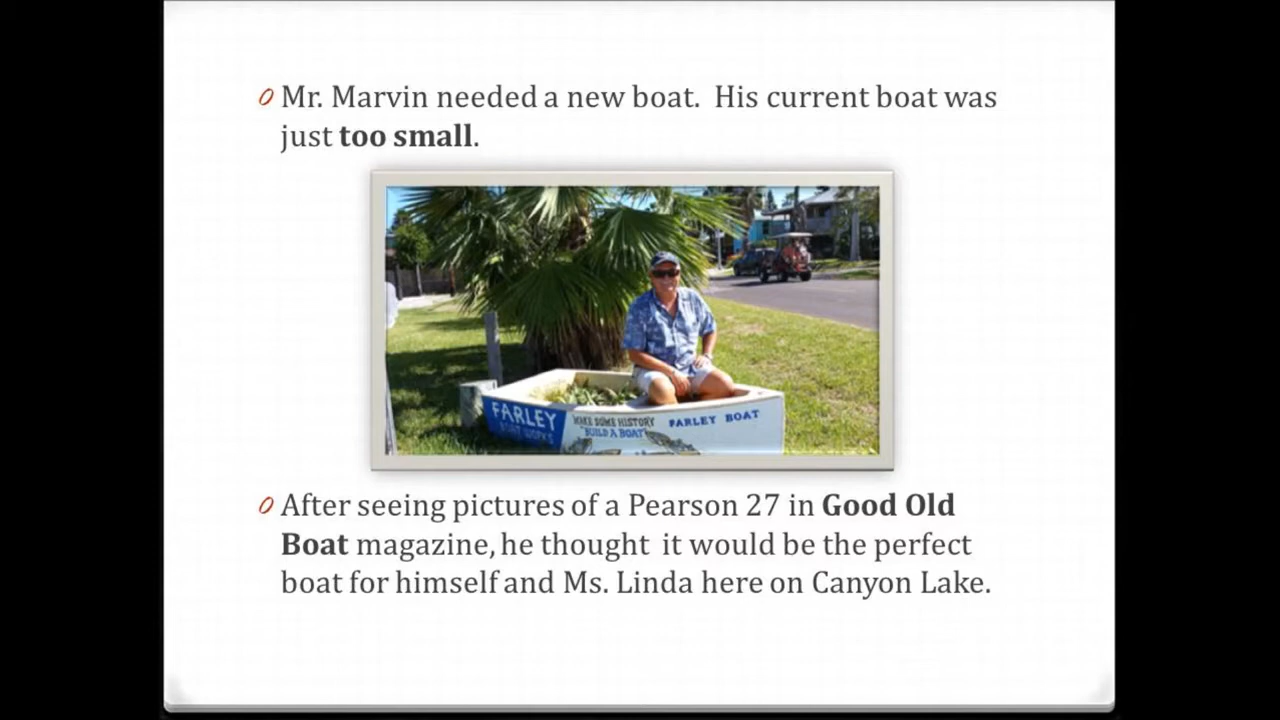 Mr. Marvin needed a new boat. His current boat was
just too small.
FARLEY
BOAT WORKS
MAKE SOME HISTORY
"BUILD A BOAT"
FARLEY BOAT
After seeing pictures of a Pearson 27 in Good Old
Boat magazine, he thought it would be the perfect
boat for himself and Ms. Linda here on Canyon Lake.